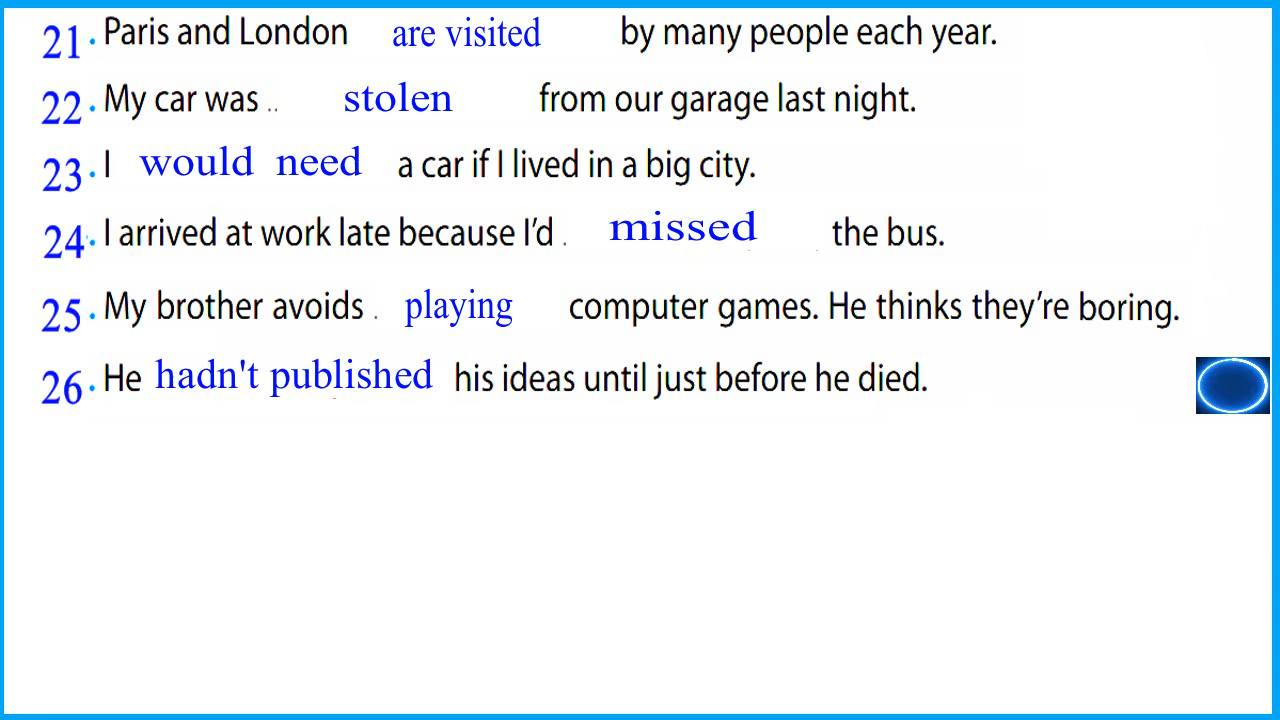 21. Paris and London are visited by many people each year.
22. My car was .. stolen from our garage last night.
23. I would need a car if I lived in a big city.
24. I arrived at work late because I'd . missed the bus.
25. My brother avoids . playing computer games. He thinks they're boring.
26. He hadn't published his ideas until just before he died.